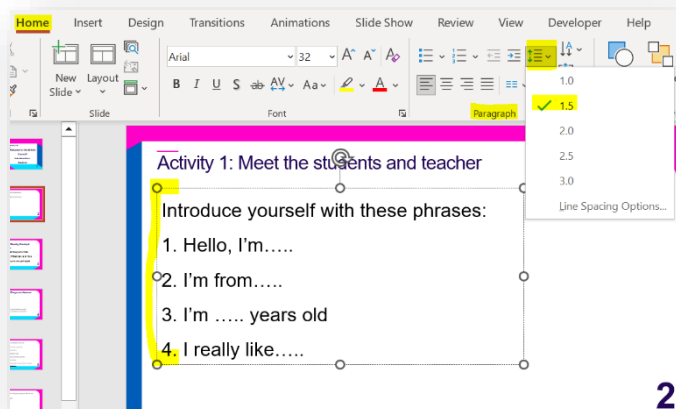 Home Insert Design Transitions Animations Slide Show Review View Developer Help
Arial 32
New Slide Layout
B I U S ab AV Aa A
Slide Font Paragraph
1.0
1.5
2.0
2.5
3.0
Line Spacing Options...
Activity 1: Meet the students and teacher
Introduce yourself with these phrases:
1. Hello, I'm…..
2. I'm from…..
3. I'm ….. years old
4. I really like…..
2